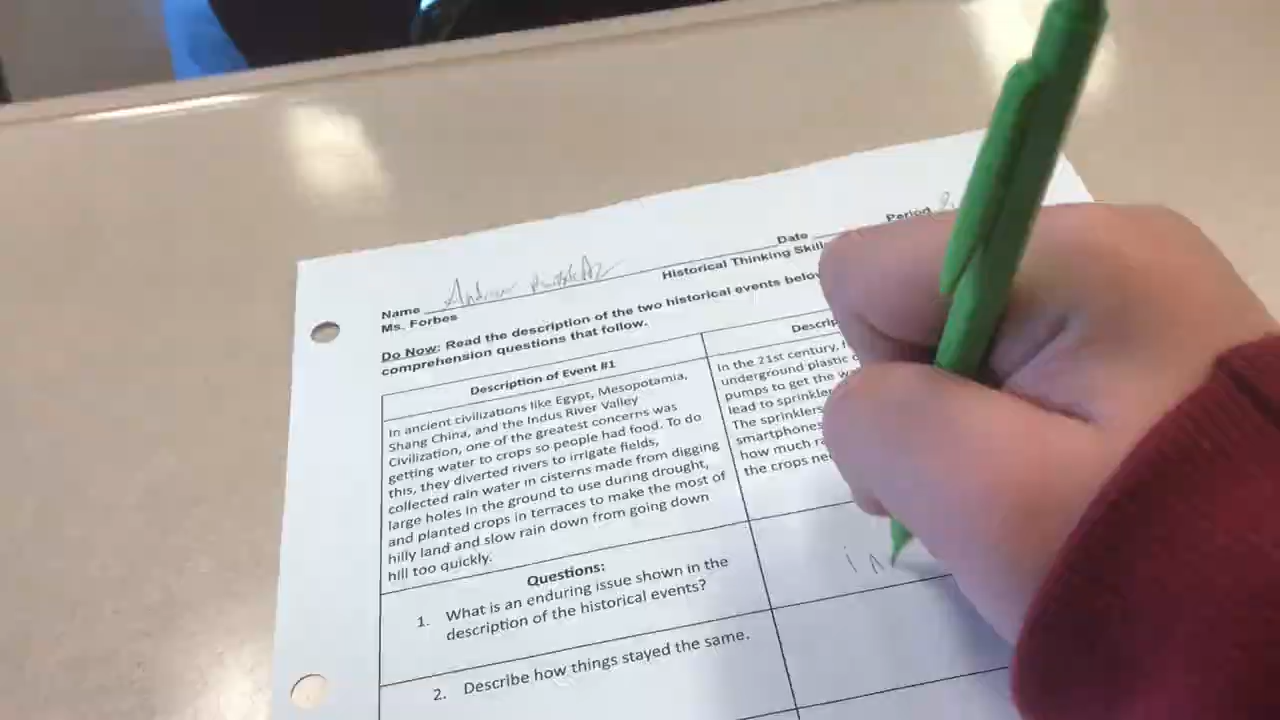 Period
Date
Name Andrew
Historical Thinking Skill
Ms. Forbes
Do Now: Read the description of the two historical events below
comprehension questions that follow.
Description of Event #1
In ancient civilizations like Egypt, Mesopotamia,
Shang China, and the Indus River Valley
Civilization, one of the greatest concerns was
getting water to crops so people had food. To do
this, they diverted rivers to irrigate fields,
collected rain water in cisterns made from digging
large holes in the ground to use during drought,
and planted crops in terraces to make the most of
hilly land and slow rain down from going down
hill too quickly.
In the 21st century,
underground plastic
pumps to get the
lead to sprinkler
The sprinklers
smartphones
how much
the crops
Questions:
1. What is an enduring issue shown in the
description of the historical events?
in
2. Describe how things stayed the same.